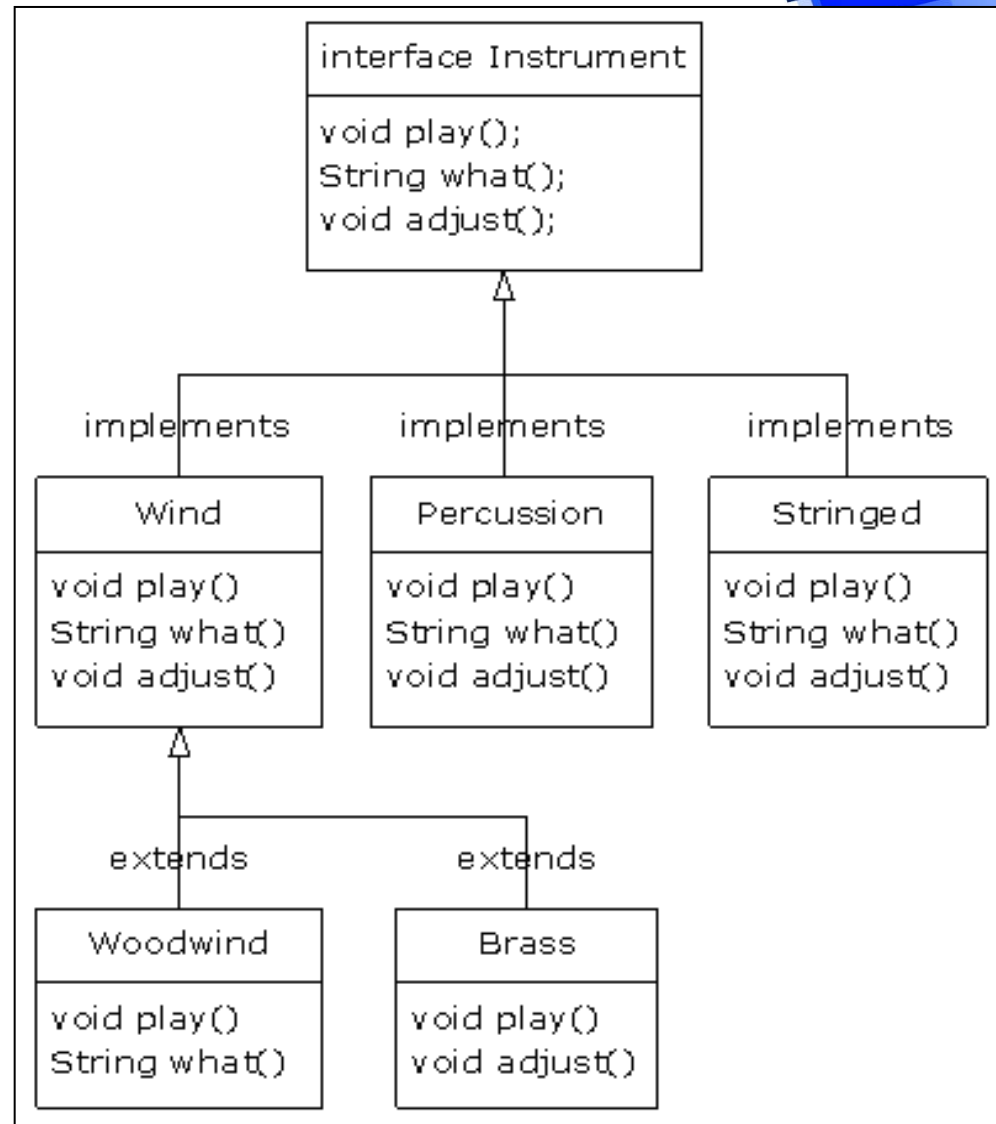 interface Instrument
void play();
String what();
void adjust();
implements
implements
implements
Wind
void play()
String what()
void adjust()
Percussion
void play()
String what()
void adjust()
Stringed
void play()
String what()
void adjust()
extends
extends
Woodwind
void play()
String what()
Brass
void play()
void adjust()